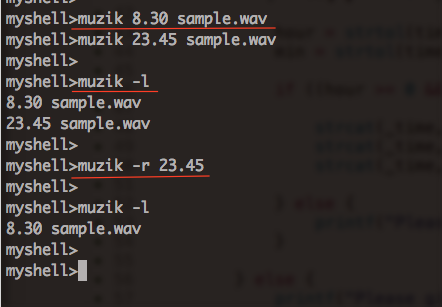 myshell>muzik 8.30 sample.wav
myshell>muzik 23.45 sample.wav
myshell>
myshell>muzik -l
8.30 sample.wav
23.45 sample.wav
myshell>
myshell>muzik -r 23.45
myshell>
myshell>muzik -l
8.30 sample.wav
myshell>
myshell>